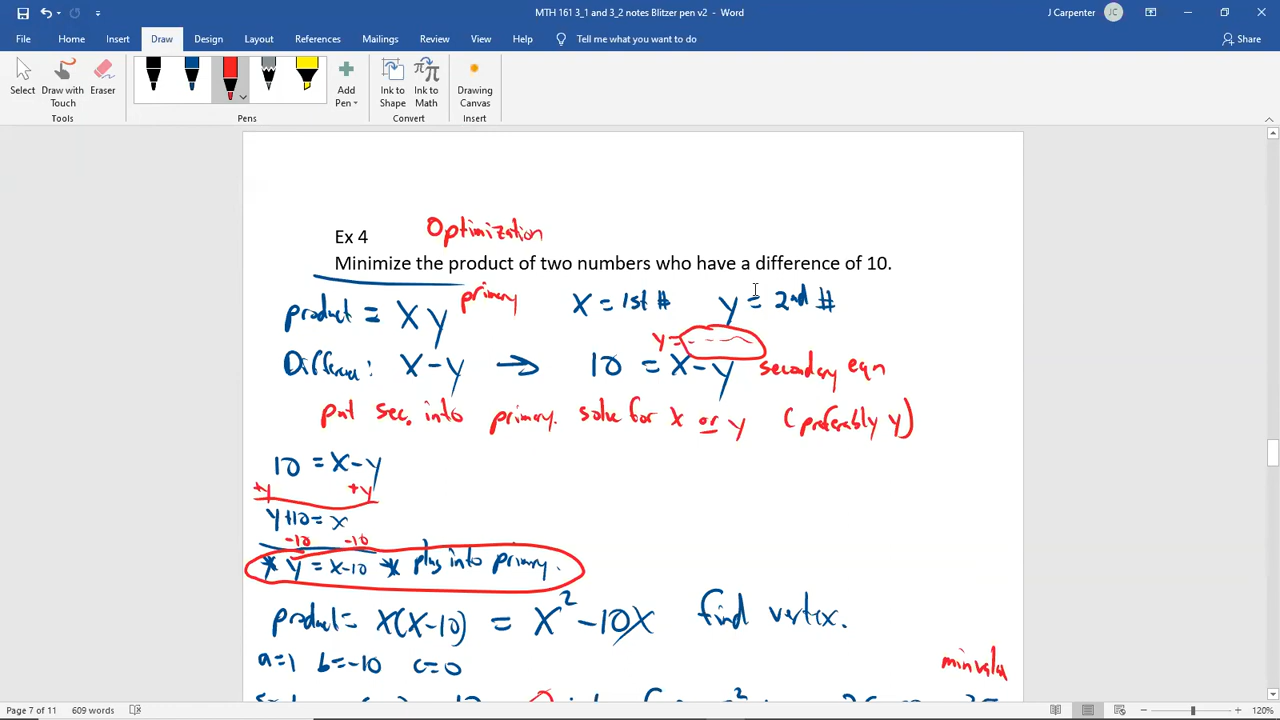 MTH 161 3_1 and 3_2 notes Blitzer pen v2 - Word
J Carpenter JC
File Home Insert Draw Design Layout References Mailings Review View Help Tell me what you want to do Share
Select Draw with Touch Eraser Add Pen Ink to Shape Ink to Math Drawing Canvas
Tools Pens Convert Insert
Optimization
Ex 4
Minimize the product of two numbers who have a difference of 10.
product = xy primary x = 1st # y = 2nd #
y =
x-y → 10 = x-y secondary eqn
put sec. into primary. solve for x or y (preferably y)
10 = x-y
+y +y
y+10 = x
-10 -10
* y = x-10 * plug into primary.
product = x(x-10) = x² -10x find vertex.
a=1 b=-10 c=0
Page 7 of 11 609 words 120%